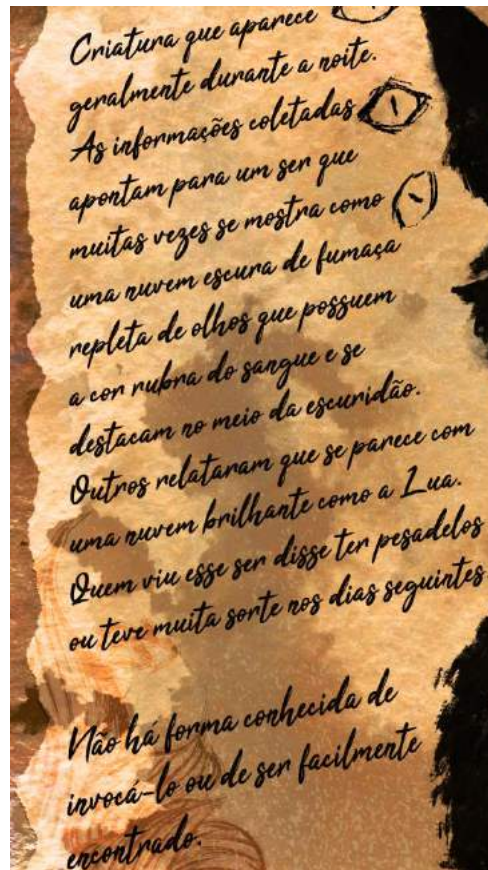 Criatura que aparece
geralmente durante a noite.
As informações coletadas
apontam para um ser que
muitas vezes se mostra como
uma nuvem escura de fumaça
repleta de olhos que possuem
a cor rubra do sangue e se
destacam no meio da escuridão.
Outros relataram que se parece com
uma nuvem brilhante como a Lua.
Quem viu esse ser disse ter pesadelos
ou teve muita sorte nos dias seguintes
Não há forma conhecida de
invocá-lo ou de ser facilmente
encontrado.